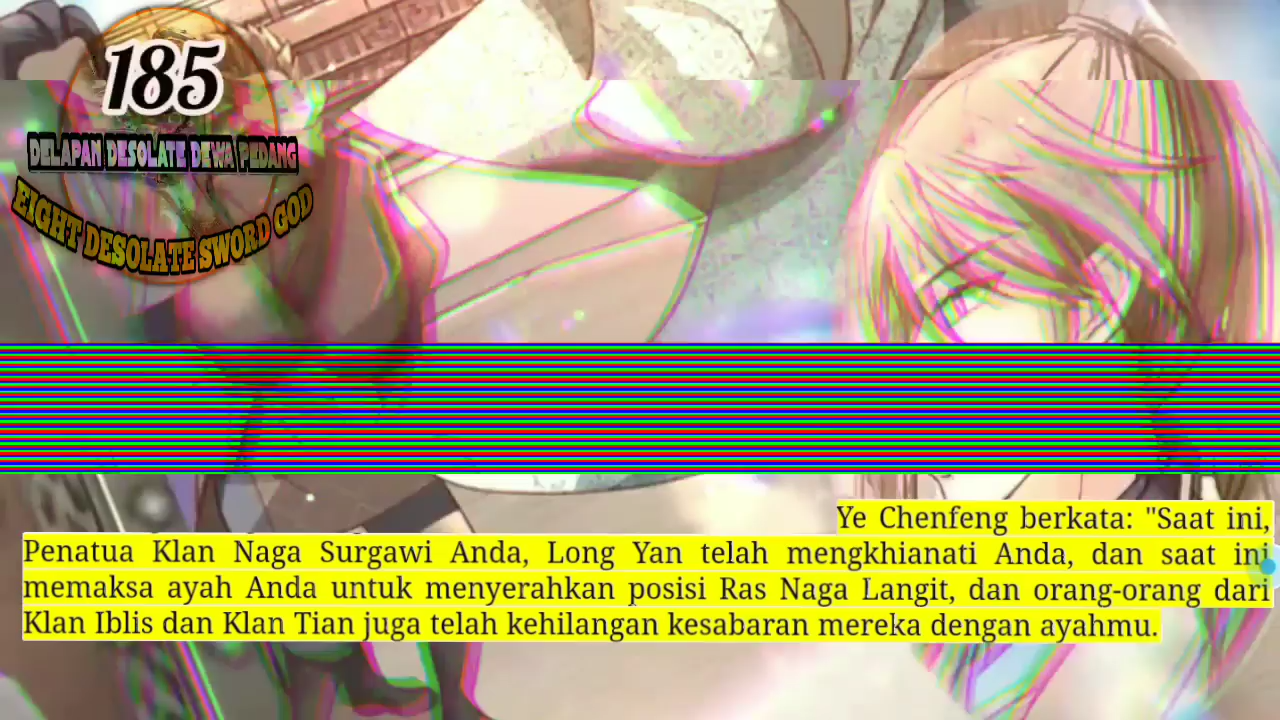 185
DELAPAN DESOLATE DEWA PEDANG
EIGHT DESOLATE SWORD GOD
Ye Chenfeng berkata: "Saat ini,
Penatua Klan Naga Surgawi Anda, Long Yan telah mengkhianati Anda, dan saat ini
memaksa ayah Anda untuk menyerahkan posisi Ras Naga Langit, dan orang-orang dari
Klan Iblis dan Klan Tian juga telah kehilangan kesabaran mereka dengan ayahmu.